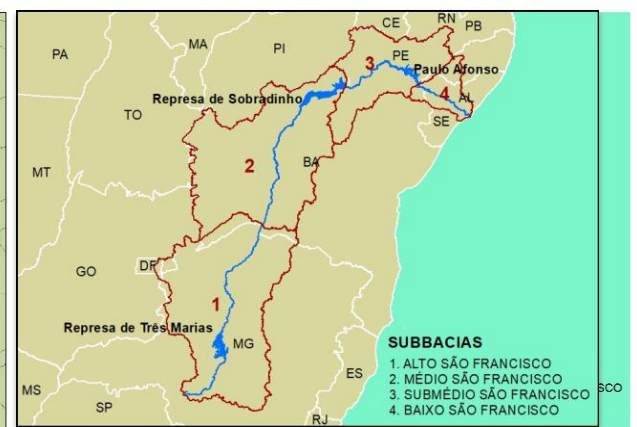 CE
RN
PB
PA
MA
PI
3
PE
Paulo Afonso
Represa de Sobradinho
4
AL
TO
SE
2
BA
MT
DF
GO
1
Represa de Três Marias
MG
SUBBACIAS
1. ALTO SÃO FRANCISCO
ES
2. MÉDIO SÃO FRANCISCO
MS
3. SUBMÉDIO SÃO FRANCISCO
SCO
SP
4. BAIXO SÃO FRANCISCO
RJ